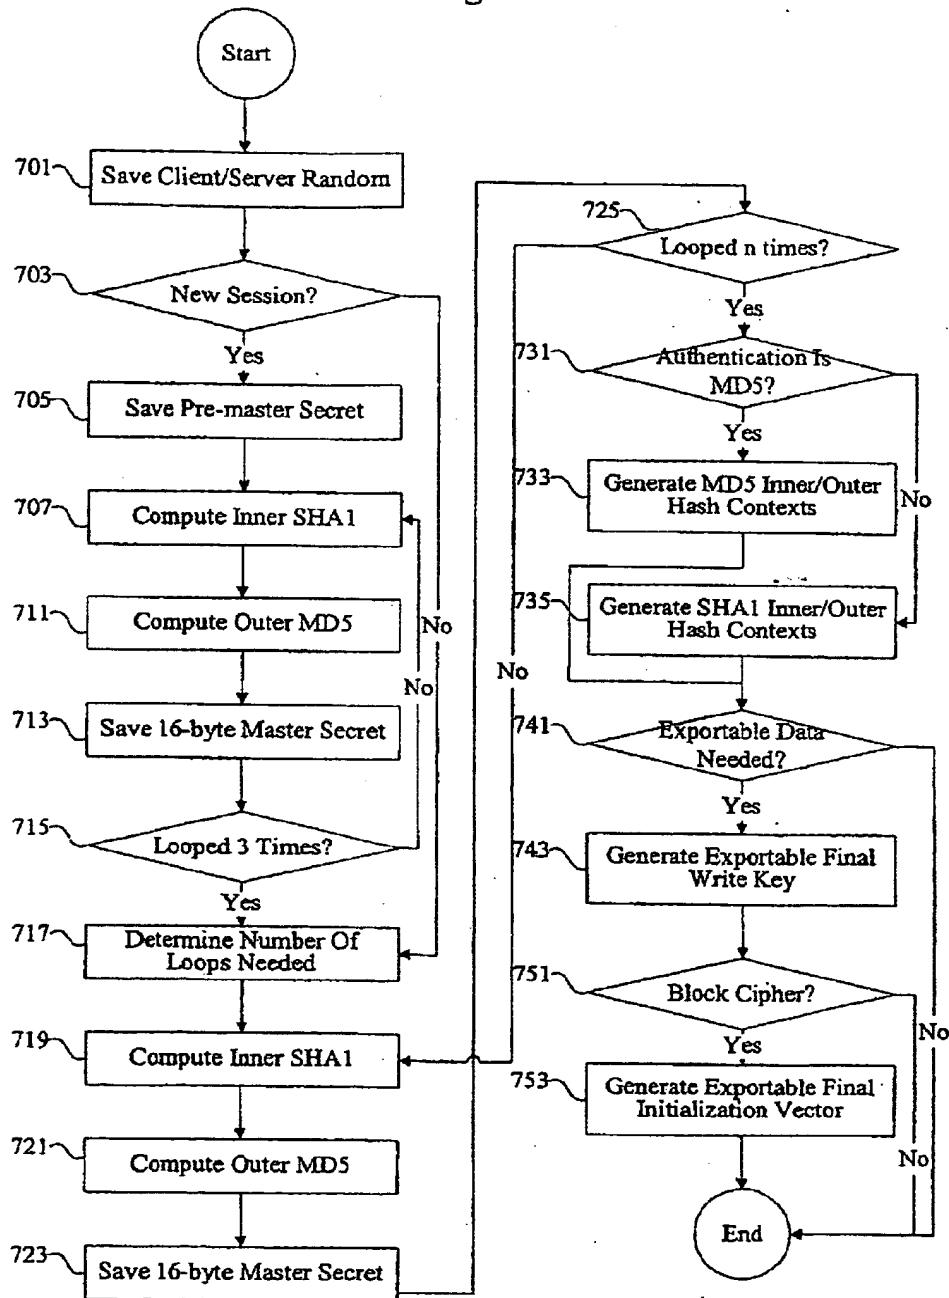 Start
701
Save Client/Server Random
703
New Session?
Yes
705
Save Pre-master Secret
707
Compute Inner SHA1
711
Compute Outer MD5
No
No
713
Save 16-byte Master Secret
715
Looped 3 Times?
Yes
717
Determine Number Of
Loops Needed
719
Compute Inner SHA1
721
Compute Outer MD5
723
Save 16-byte Master Secret
725
Looped n times?
Yes
No
731
Authentication Is
MD5?
Yes
No
733
Generate MD5 Inner/Outer
Hash Contexts
735
Generate SHA1 Inner/Outer
Hash Contexts
741
Exportable Data
Needed?
Yes
No
743
Generate Exportable Final
Write Key
751
Block Cipher?
Yes
No
753
Generate Exportable Final
Initialization Vector
End